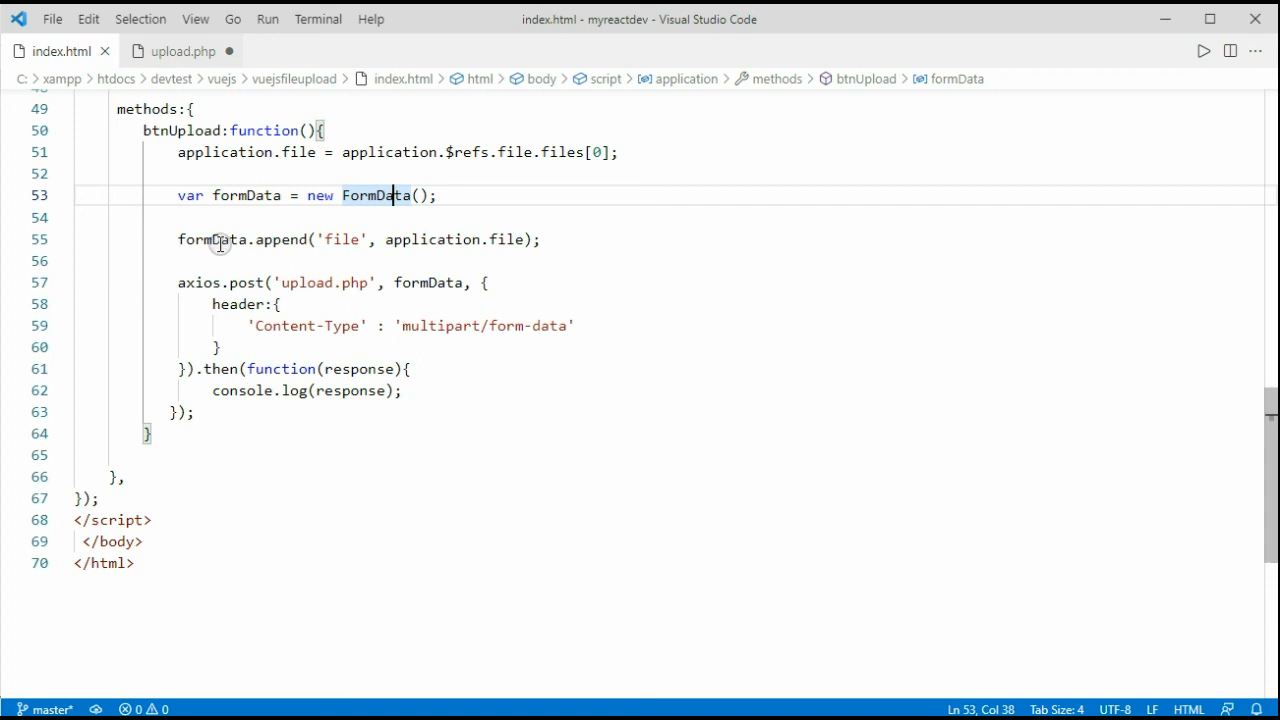 File Edit Selection View Go Run Terminal Help index.html - myreactdev - Visual Studio Code
index.html upload.php
C: > xampp > htdocs > devtest > vuejs > vuejsfileupload > index.html > html > body > script > application > methods > btnUpload > formData
49 methods:{
50 btnUpload:function(){
51 application.file = application.$refs.file.files[0];
52
53 var formData = new FormData();
54
55 formData.append('file', application.file);
56
57 axios.post('upload.php', formData, {
58 header:{
59 'Content-Type' : 'multipart/form-data'
60 }
61 }).then(function(response){
62 console.log(response);
63 });
64 }
65
66 },
67 });
68 </script>
69 </body>
70 </html>
master* 0 0 Ln 53, Col 38 Tab Size: 4 UTF-8 LF HTML